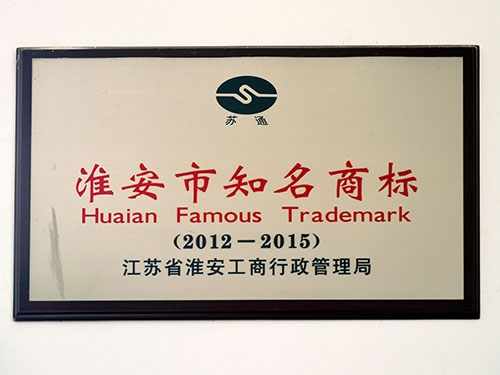 苏通
淮安市知名商标
Huaian Famous Trademark
(2012-2015)
江苏省淮安工商行政管理局